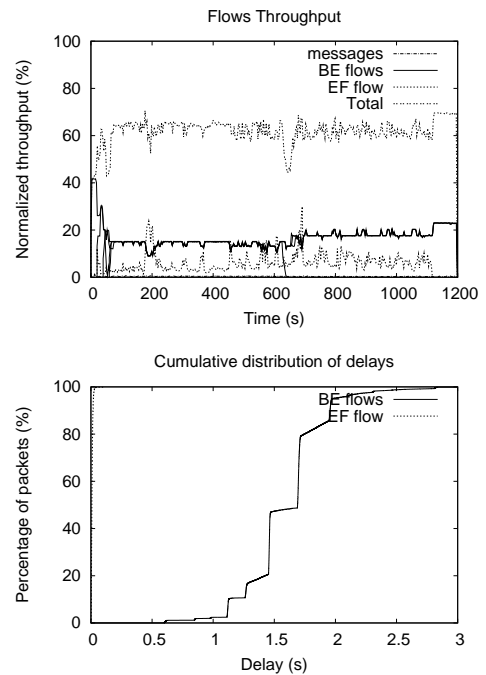 Flows Throughput
100
80
60
40
20
0
Normalized throughput (%)
messages
BE flows
EF flow
Total
0 200 400 600 800 1000 1200
Time (s)
Cumulative distribution of delays
100
80
60
40
20
0
Percentage of packets (%)
BE flows
EF flow
0 0.5 1 1.5 2 2.5 3
Delay (s)